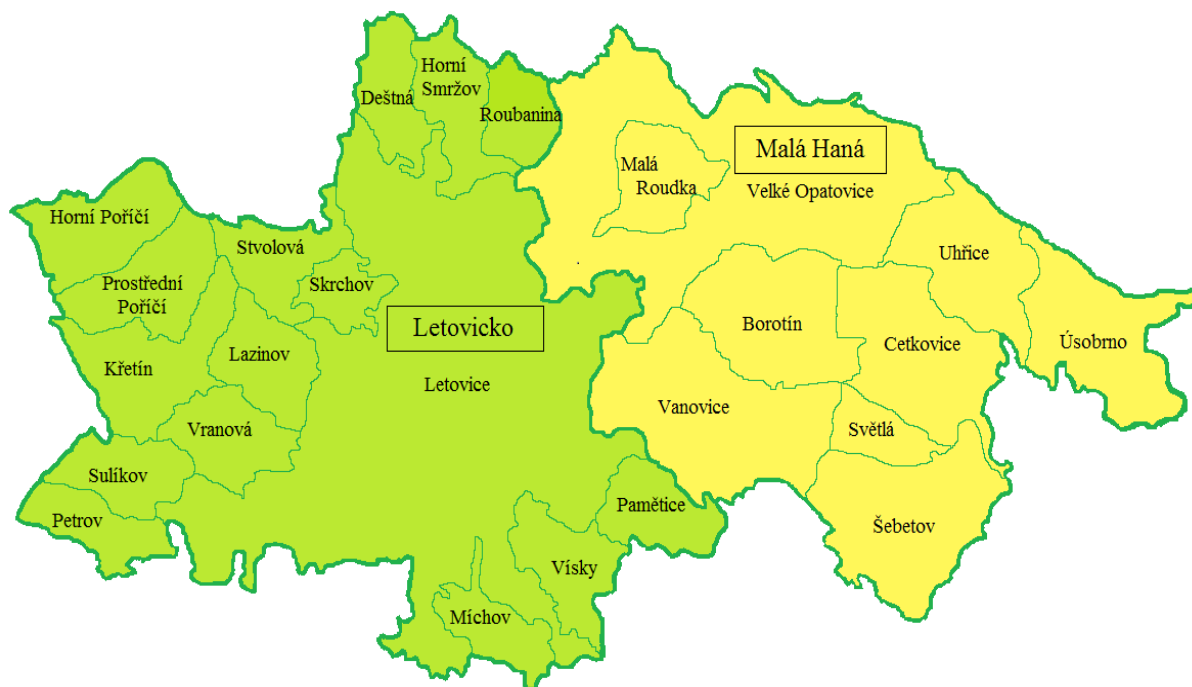 Horní
Smržov
Deštná
Roubanina
Malá Haná
Malá
Roudka
Velké Opatovice
Horní Poříčí
Stvolová
Uhřice
Prostřední
Poříčí
Skrchov
Letovicko
Borotín
Cetkovice
Úsobrno
Lazinov
Křetín
Letovice
Vanovice
Vranová
Světlá
Sulíkov
Pamětice
Petrov
Šebetov
Vísky
Míchov